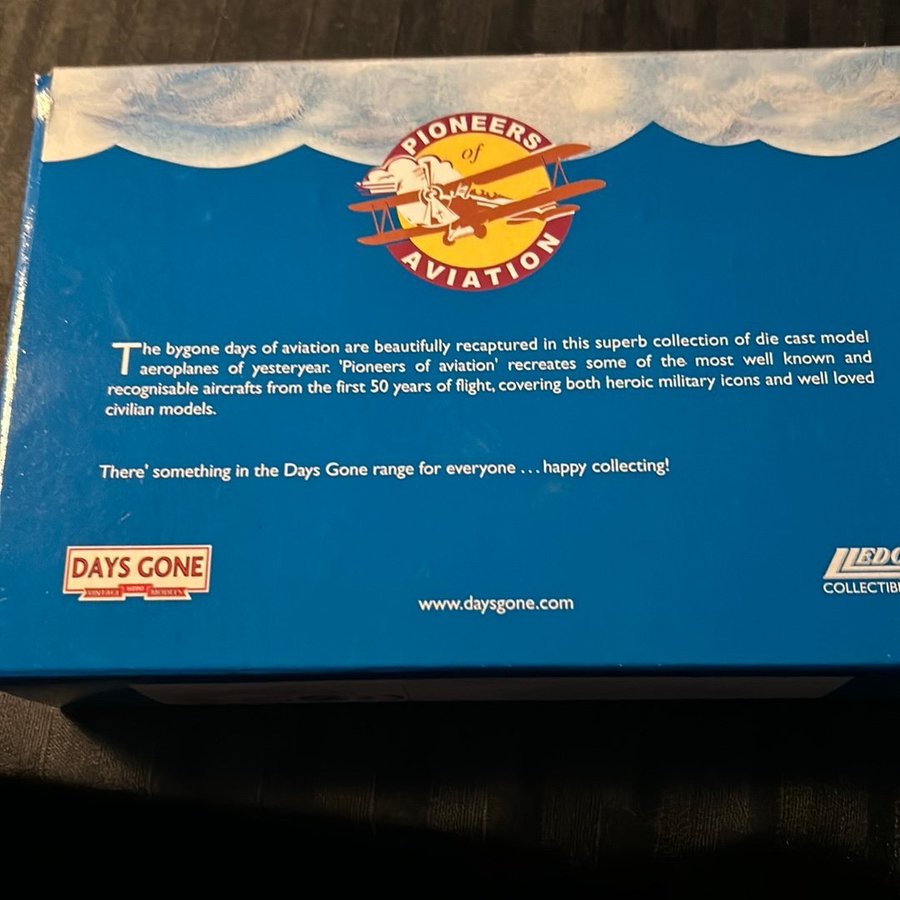 PIONEERS
of
AVIATION
The bygone days of aviation are beautifully recaptured in this superb collection of die cast model
aeroplanes of yesteryear. 'Pioneers of aviation' recreates some of the most well known and
recognisable aircrafts from the first 50 years of flight, covering both heroic military icons and well loved
civilian models.
There' something in the Days Gone range for everyone ... happy collecting!
DAYS GONE
VINTAGE MODELS
www.daysgone.com
LLEDO
COLLECTIB